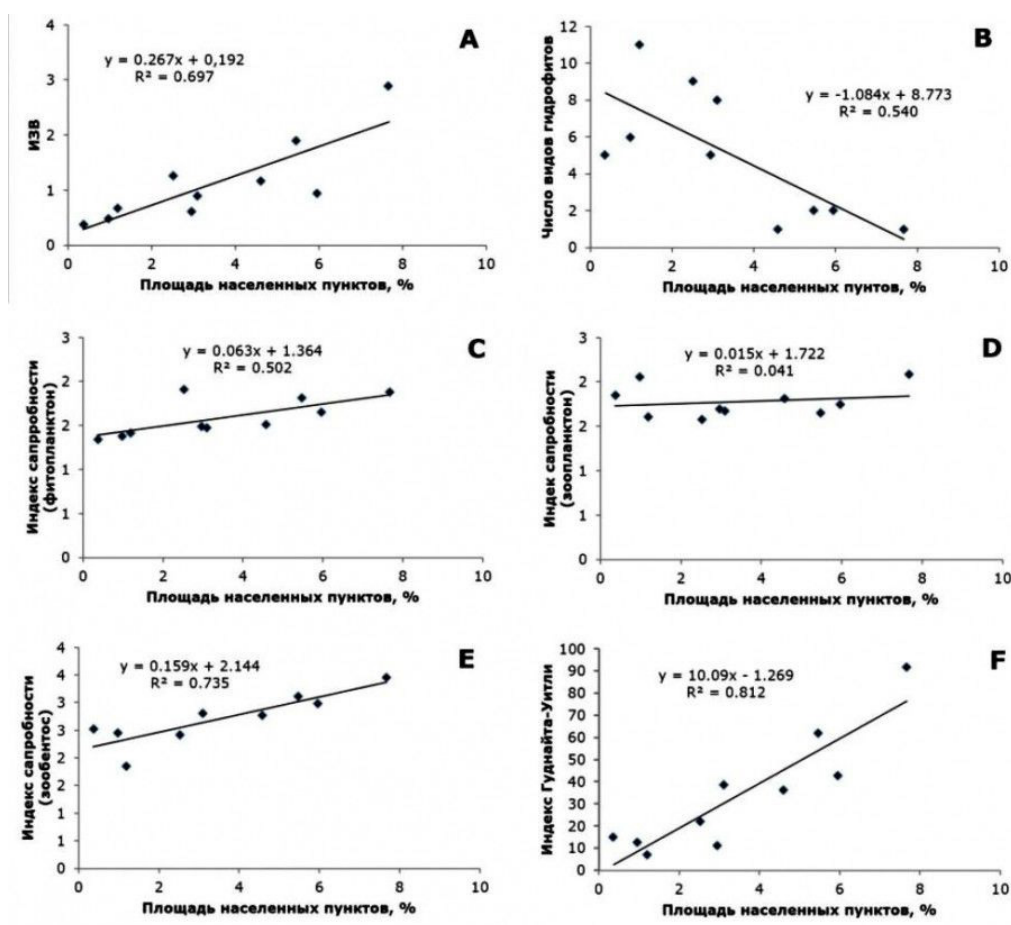 A
y = 0.267x + 0,192
R² = 0.697
ИЗВ
4
3
2
1
0
0 2 4 6 8 10
Площадь населенных пунктов, %
B
y = -1.084x + 8.773
R² = 0.540
Число видов гидрофитов
12
10
8
6
4
2
0
0 2 4 6 8 10
Площадь населенных пунтов, %
C
y = 0.063x + 1.364
R² = 0.502
Индекс сапрробности
(фитопланктон)
3
2
2
1
1
0
0 2 4 6 8 10
Площадь населенных пунктов, %
D
y = 0.015x + 1.722
R² = 0.041
Индек сапробности
(зоопланктон)
3
2
2
1
1
0
0 2 4 6 8 10
Площадь населенных пунктов, %
E
y = 0.159x + 2.144
R² = 0.735
Индекс сапробности
(зообентос)
4
4
3
3
2
2
1
1
0
0 2 4 6 8 10
Площадь населенных пунктов, %
F
y = 10.09x - 1.269
R² = 0.812
Индекс Гуднайта-Уитли
100
90
80
70
60
50
40
30
20
10
0
0 2 4 6 8 10
Площадь населенных пунктов, %